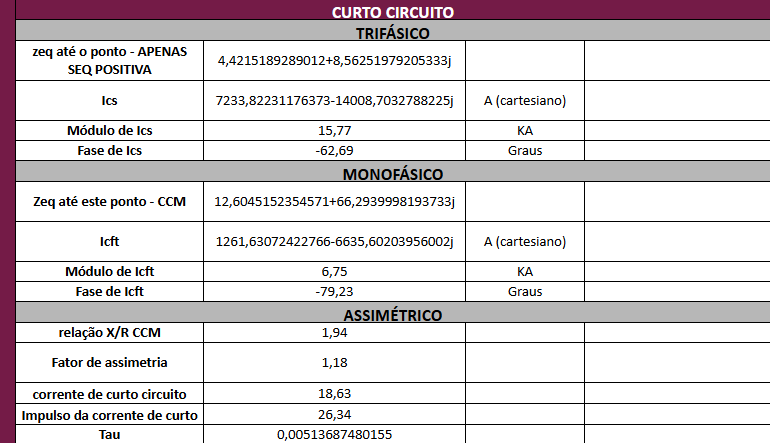 CURTO CIRCUITO
TRIFÁSICO
zeq até o ponto - APENAS
SEQ POSITIVA
4,4215189289012+8,56251979205333j
Ics
7233,82231176373-14008,7032788225j
A (cartesiano)
Módulo de Ics
15,77
KA
Fase de Ics
-62,69
Graus
MONOFÁSICO
Zeq até este ponto - CCM
12,6045152354571+66,2939998193733j
Icft
1261,63072422766-6635,60203956002j
A (cartesiano)
Módulo de Icft
6,75
KA
Fase de Icft
-79,23
Graus
ASSIMÉTRICO
relação X/R CCM
1,94
Fator de assimetria
1,18
corrente de curto circuito
18,63
Impulso da corrente de curto
26,34
Tau
0,00513687480155